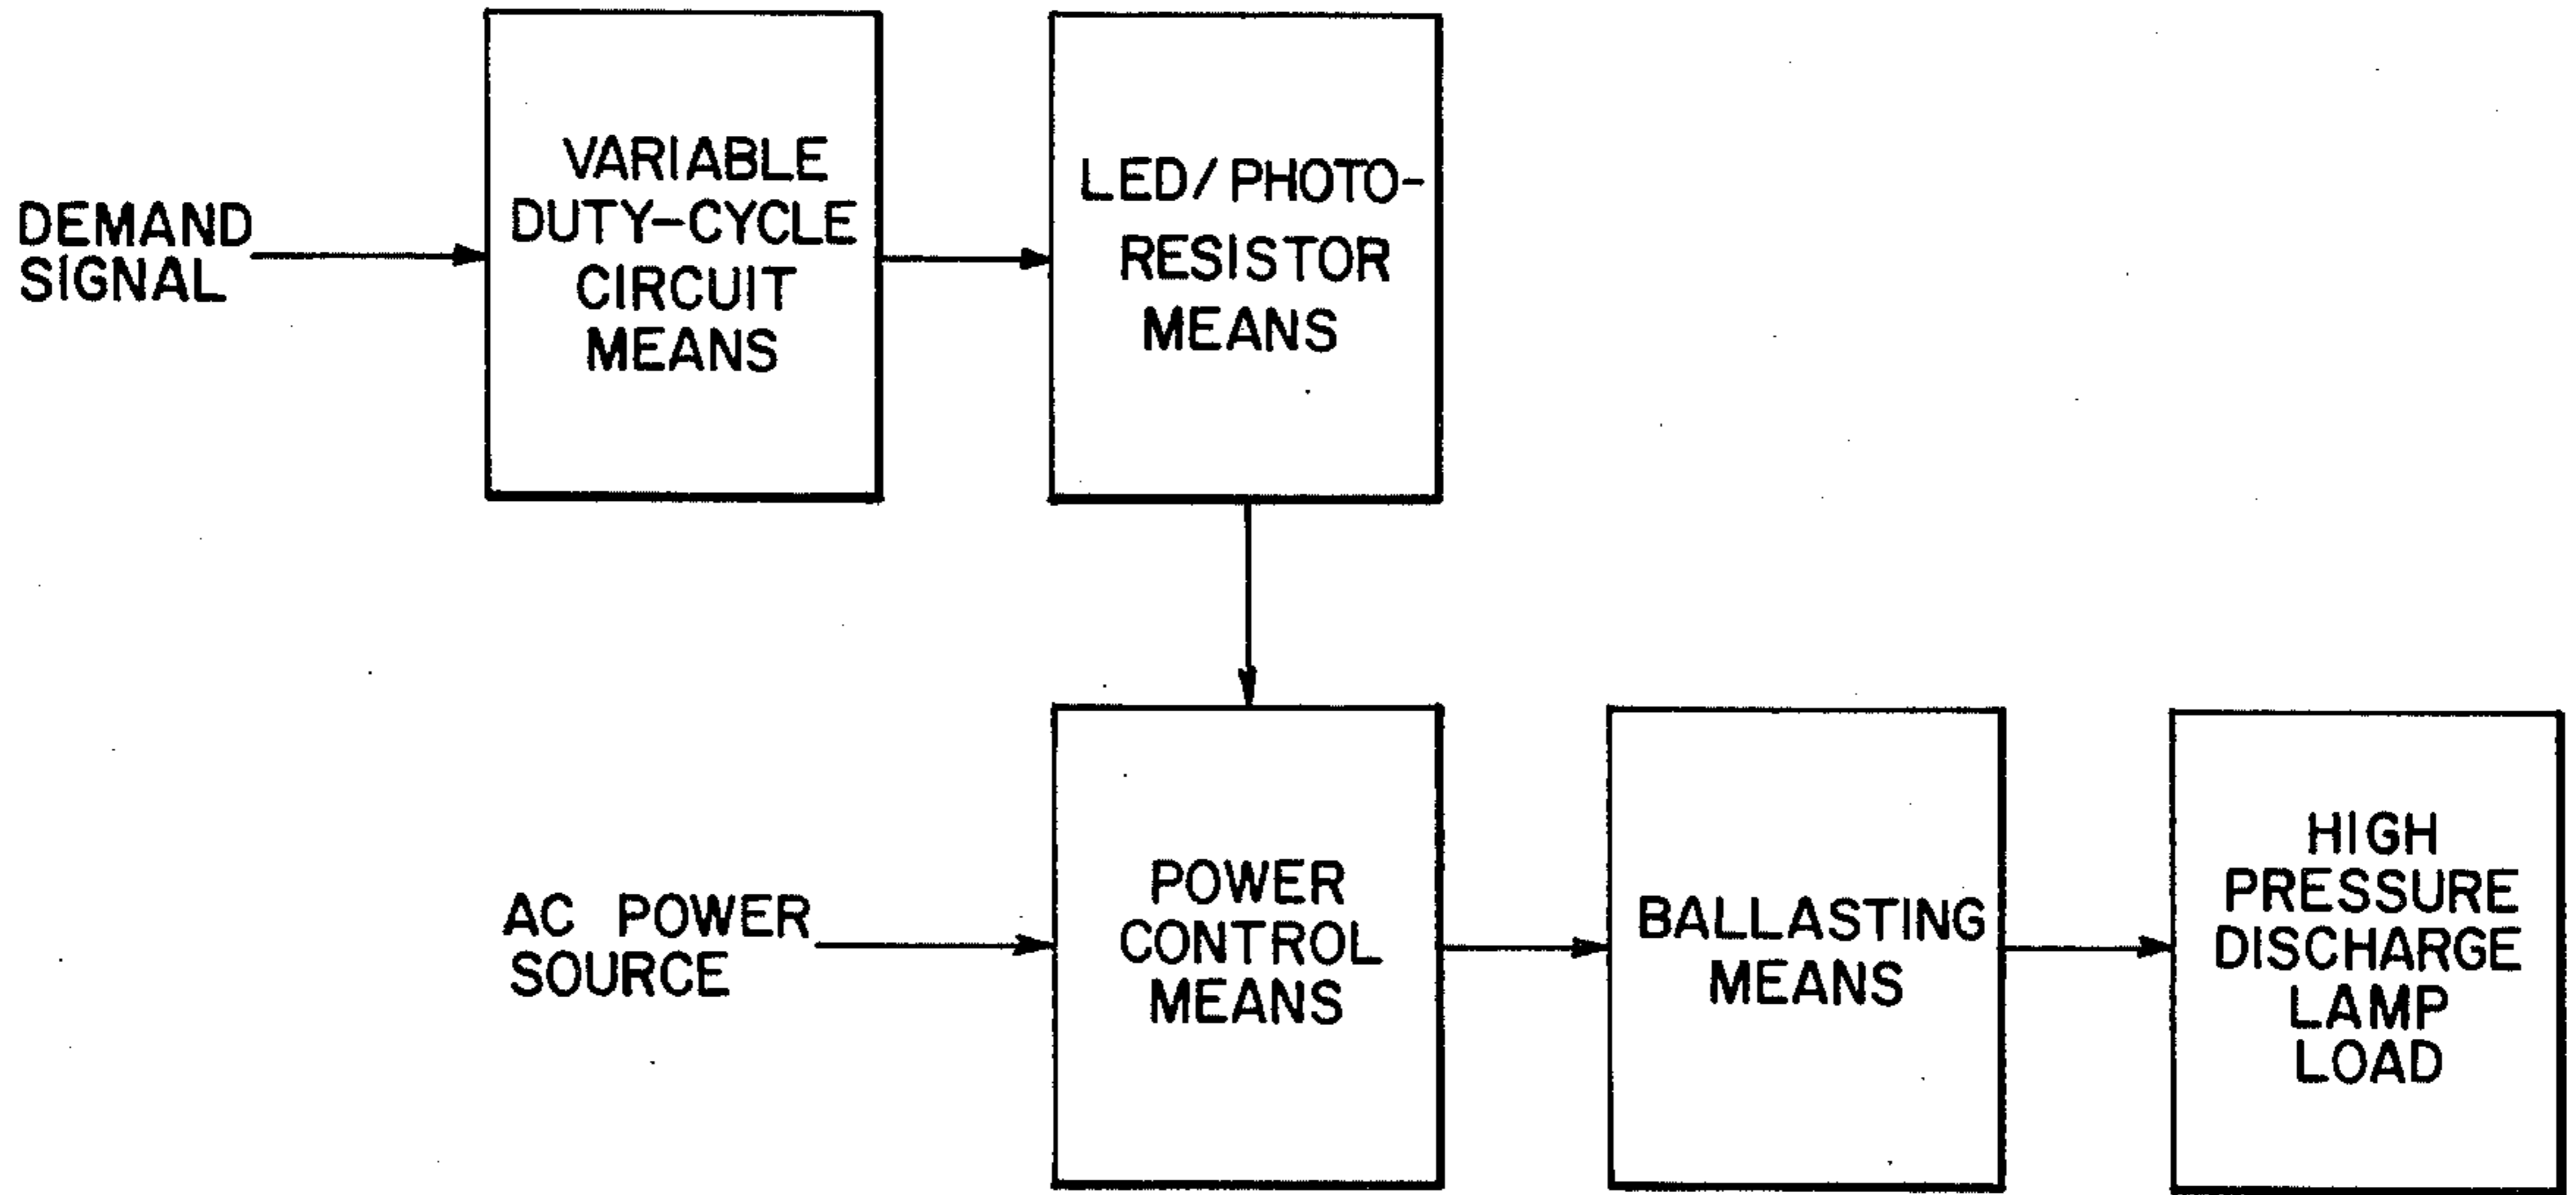 DEMAND
SIGNAL
VARIABLE
DUTY-CYCLE
CIRCUIT
MEANS
LED/PHOTO-
RESISTOR
MEANS
AC POWER
SOURCE
POWER
CONTROL
MEANS
BALLASTING
MEANS
HIGH
PRESSURE
DISCHARGE
LAMP
LOAD